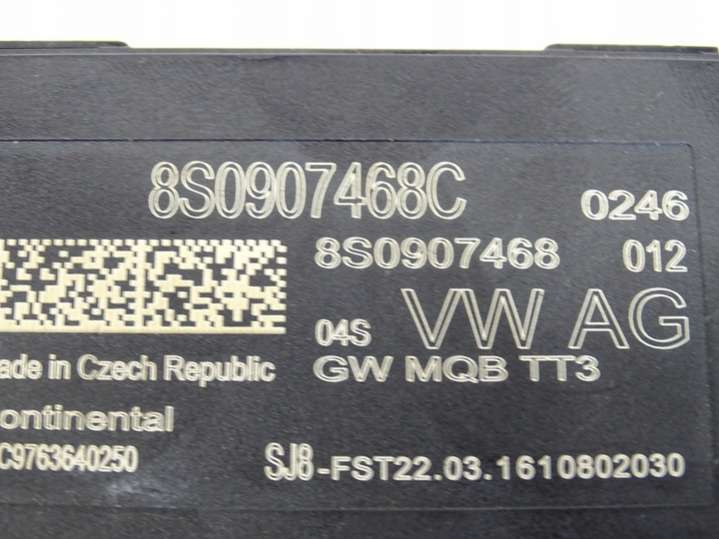 8S0907468C 0246
8S0907468 012
04S VW AG
ade in Czech Republic GW MQB TT3
ontinental
C9763640250 SJ8-FST22.03.1610802030